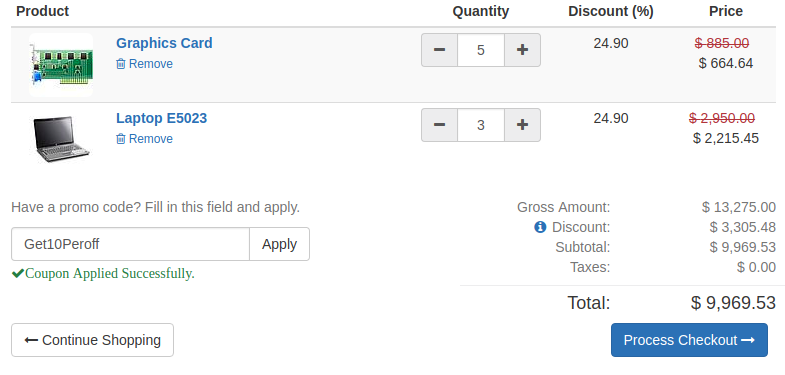 Product Quantity Discount (%) Price
Graphics Card 5 24.90 $ 885.00
Remove $ 664.64
Laptop E5023 3 24.90 $ 2,950.00
Remove $ 2,215.45
Have a promo code? Fill in this field and apply.
Get10Peroff Apply
Coupon Applied Successfully.
Gross Amount: $ 13,275.00
Discount: $ 3,305.48
Subtotal: $ 9,969.53
Taxes: $ 0.00
Total: $ 9,969.53
Continue Shopping Process Checkout